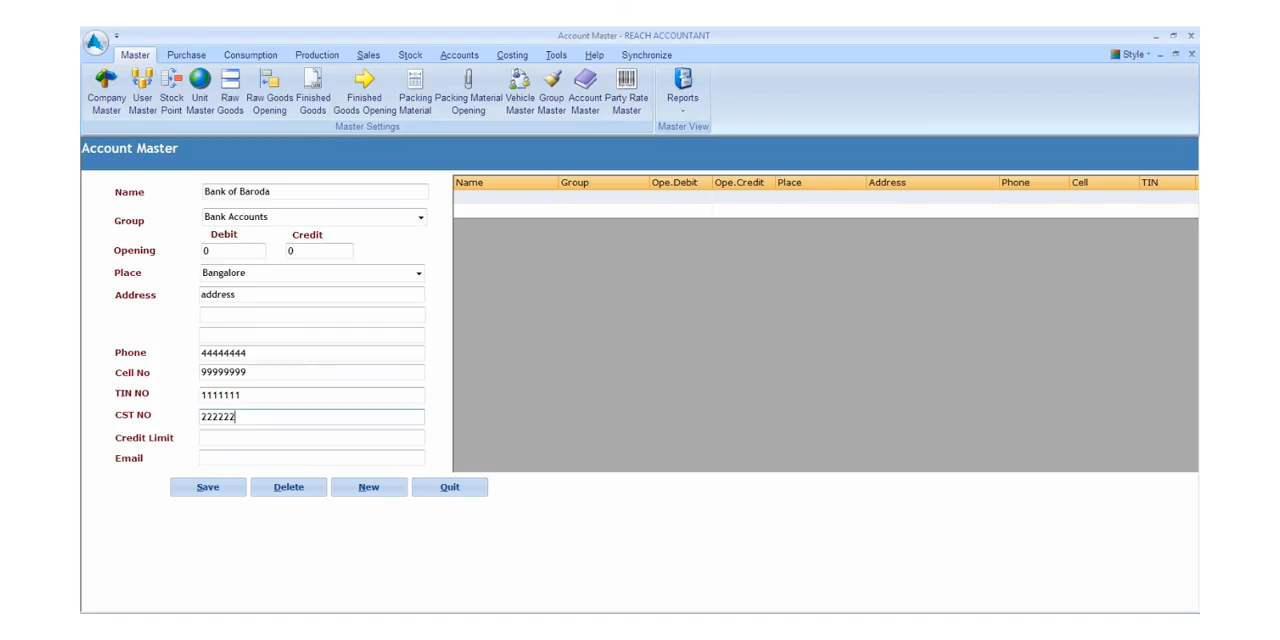 Account Master - REACH ACCOUNTANT
Master Purchase Consumption Production Sales Stock Accounts Costing Tools Help Synchronize Style
Company Master User Master Stock Point Unit Master Raw Goods Raw Goods Opening Finished Goods Finished Goods Opening Packing Material Packing Material Opening Vehicle Master Group Master Account Master Party Rate Master Reports
Master Settings Master View
Account Master
Name Bank of Baroda
Group Bank Accounts
Debit Credit
Opening 0 0
Place Bangalore
Address address
Phone 44444444
Cell No 99999999
TIN NO 1111111
CST NO 222222
Credit Limit
Email
Save Delete New Quit
Name Group Ope.Debit Ope.Credit Place Address Phone Cell TIN